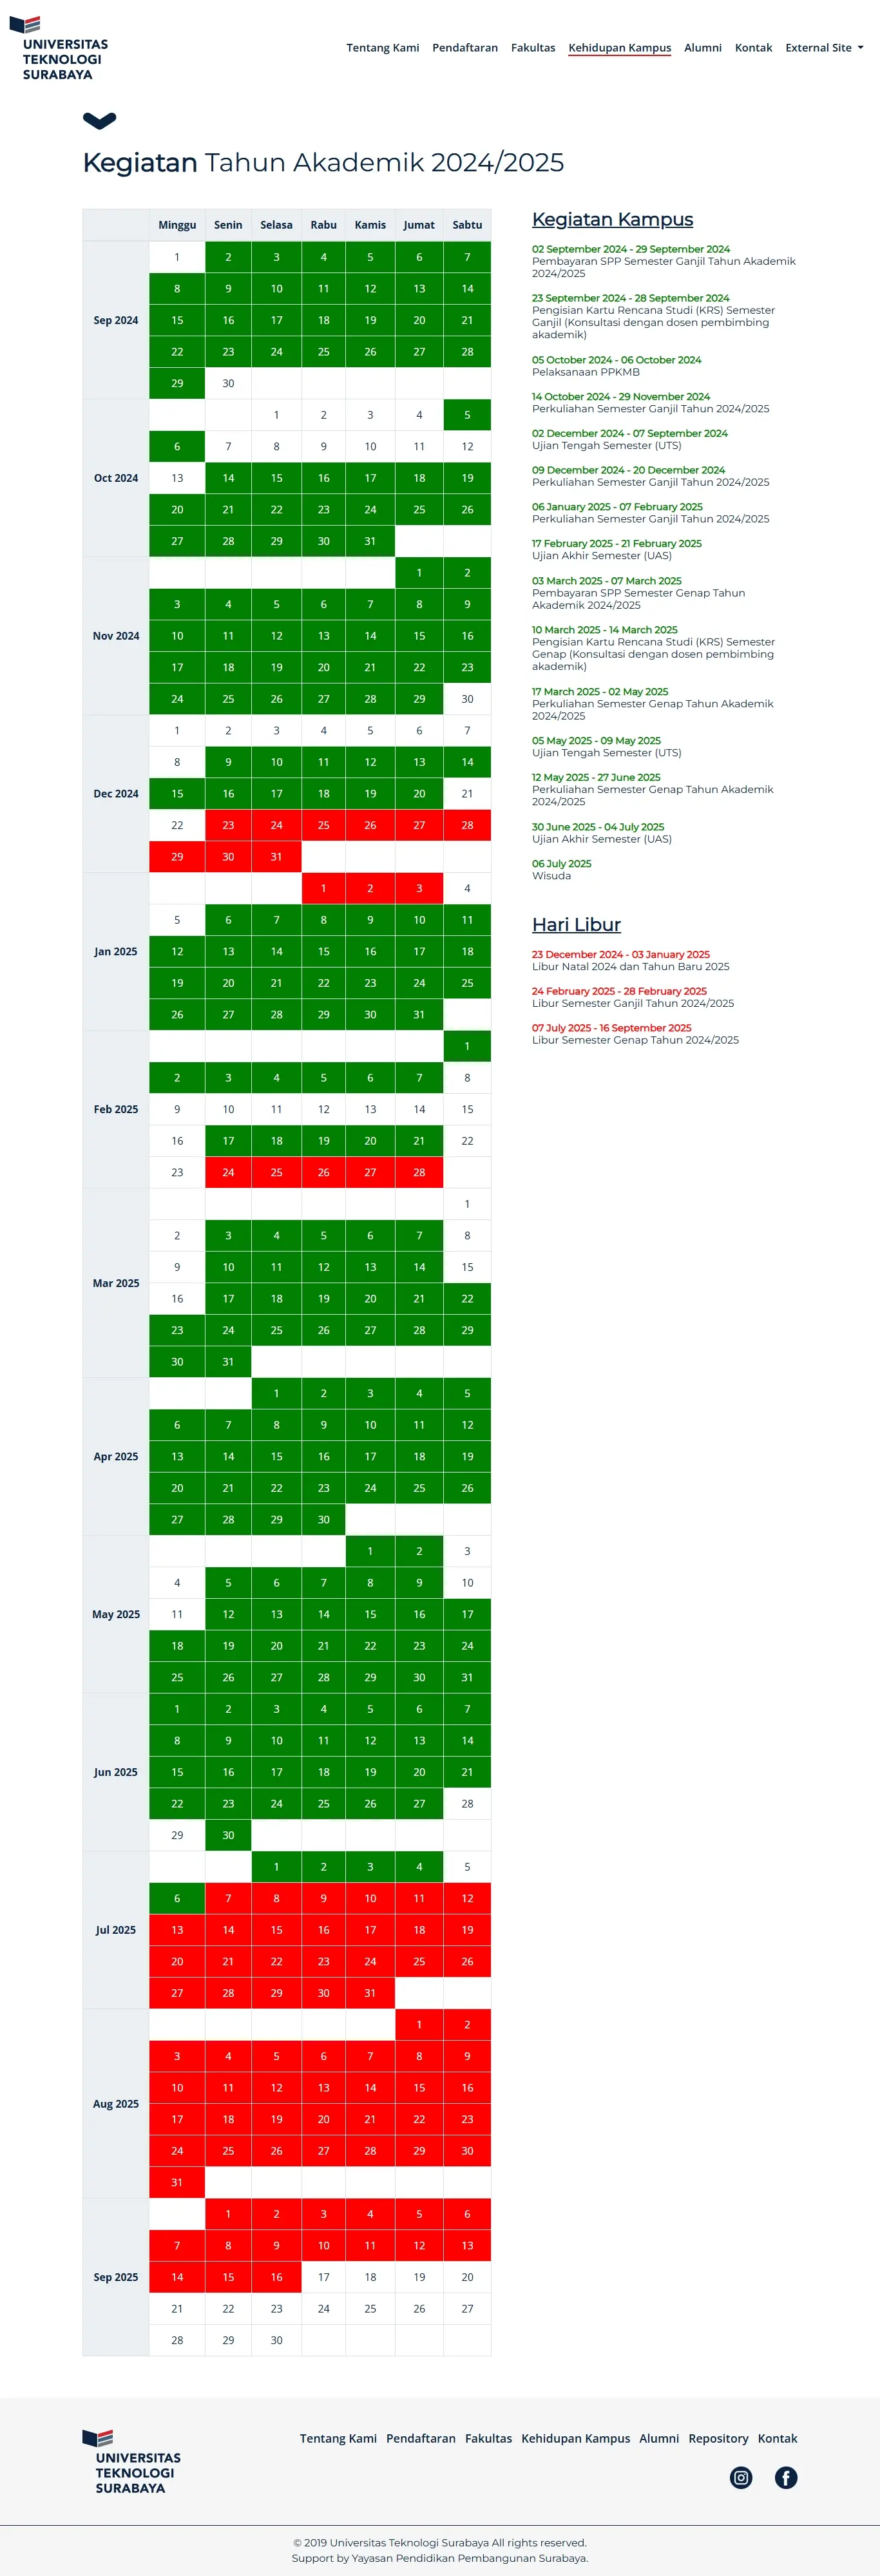 UNIVERSITAS
TEKNOLOGI
SURABAYA
Tentang Kami Pendaftaran Fakultas Kehidupan Kampus Alumni Kontak External Site
Kegiatan Tahun Akademik 2024/2025
Minggu Senin Selasa Rabu Kamis Jumat Sabtu
Sep 2024
1 2 3 4 5 6 7
8 9 10 11 12 13 14
15 16 17 18 19 20 21
22 23 24 25 26 27 28
29 30
Oct 2024
1 2 3 4 5
6 7 8 9 10 11 12
13 14 15 16 17 18 19
20 21 22 23 24 25 26
27 28 29 30 31
Nov 2024
1 2
3 4 5 6 7 8 9
10 11 12 13 14 15 16
17 18 19 20 21 22 23
24 25 26 27 28 29 30
Dec 2024
1 2 3 4 5 6 7
8 9 10 11 12 13 14
15 16 17 18 19 20 21
22 23 24 25 26 27 28
29 30 31
Jan 2025
1 2 3 4
5 6 7 8 9 10 11
12 13 14 15 16 17 18
19 20 21 22 23 24 25
26 27 28 29 30 31
Feb 2025
1
2 3 4 5 6 7 8
9 10 11 12 13 14 15
16 17 18 19 20 21 22
23 24 25 26 27 28
Mar 2025
1
2 3 4 5 6 7 8
9 10 11 12 13 14 15
16 17 18 19 20 21 22
23 24 25 26 27 28 29
30 31
Apr 2025
1 2 3 4 5
6 7 8 9 10 11 12
13 14 15 16 17 18 19
20 21 22 23 24 25 26
27 28 29 30
May 2025
1 2 3
4 5 6 7 8 9 10
11 12 13 14 15 16 17
18 19 20 21 22 23 24
25 26 27 28 29 30 31
Jun 2025
1 2 3 4 5 6 7
8 9 10 11 12 13 14
15 16 17 18 19 20 21
22 23 24 25 26 27 28
29 30
Jul 2025
1 2 3 4 5
6 7 8 9 10 11 12
13 14 15 16 17 18 19
20 21 22 23 24 25 26
27 28 29 30 31
Aug 2025
1 2
3 4 5 6 7 8 9
10 11 12 13 14 15 16
17 18 19 20 21 22 23
24 25 26 27 28 29 30
31
Sep 2025
1 2 3 4 5 6
7 8 9 10 11 12 13
14 15 16 17 18 19 20
21 22 23 24 25 26 27
28 29 30
Kegiatan Kampus
02 September 2024 - 29 September 2024
Pembayaran SPP Semester Ganjil Tahun Akademik
2024/2025
23 September 2024 - 28 September 2024
Pengisian Kartu Rencana Studi (KRS) Semester
Ganjil (Konsultasi dengan dosen pembimbing
akademik)
05 October 2024 - 06 October 2024
Pelaksanaan PPKMB
14 October 2024 - 29 November 2024
Perkuliahan Semester Ganjil Tahun 2024/2025
02 December 2024 - 07 September 2024
Ujian Tengah Semester (UTS)
09 December 2024 - 20 December 2024
Perkuliahan Semester Ganjil Tahun 2024/2025
06 January 2025 - 07 February 2025
Perkuliahan Semester Ganjil Tahun 2024/2025
17 February 2025 - 21 February 2025
Ujian Akhir Semester (UAS)
03 March 2025 - 07 March 2025
Pembayaran SPP Semester Genap Tahun
Akademik 2024/2025
10 March 2025 - 14 March 2025
Pengisian Kartu Rencana Studi (KRS) Semester
Genap (Konsultasi dengan dosen pembimbing
akademik)
17 March 2025 - 02 May 2025
Perkuliahan Semester Genap Tahun Akademik
2024/2025
05 May 2025 - 09 May 2025
Ujian Tengah Semester (UTS)
12 May 2025 - 27 June 2025
Perkuliahan Semester Genap Tahun Akademik
2024/2025
30 June 2025 - 04 July 2025
Ujian Akhir Semester (UAS)
06 July 2025
Wisuda
Hari Libur
23 December 2024 - 03 January 2025
Libur Natal 2024 dan Tahun Baru 2025
24 February 2025 - 28 February 2025
Libur Semester Ganjil Tahun 2024/2025
07 July 2025 - 16 September 2025
Libur Semester Genap Tahun 2024/2025
UNIVERSITAS
TEKNOLOGI
SURABAYA
Tentang Kami Pendaftaran Fakultas Kehidupan Kampus Alumni Repository Kontak
© 2019 Universitas Teknologi Surabaya All rights reserved.
Support by Yayasan Pendidikan Pembangunan Surabaya.